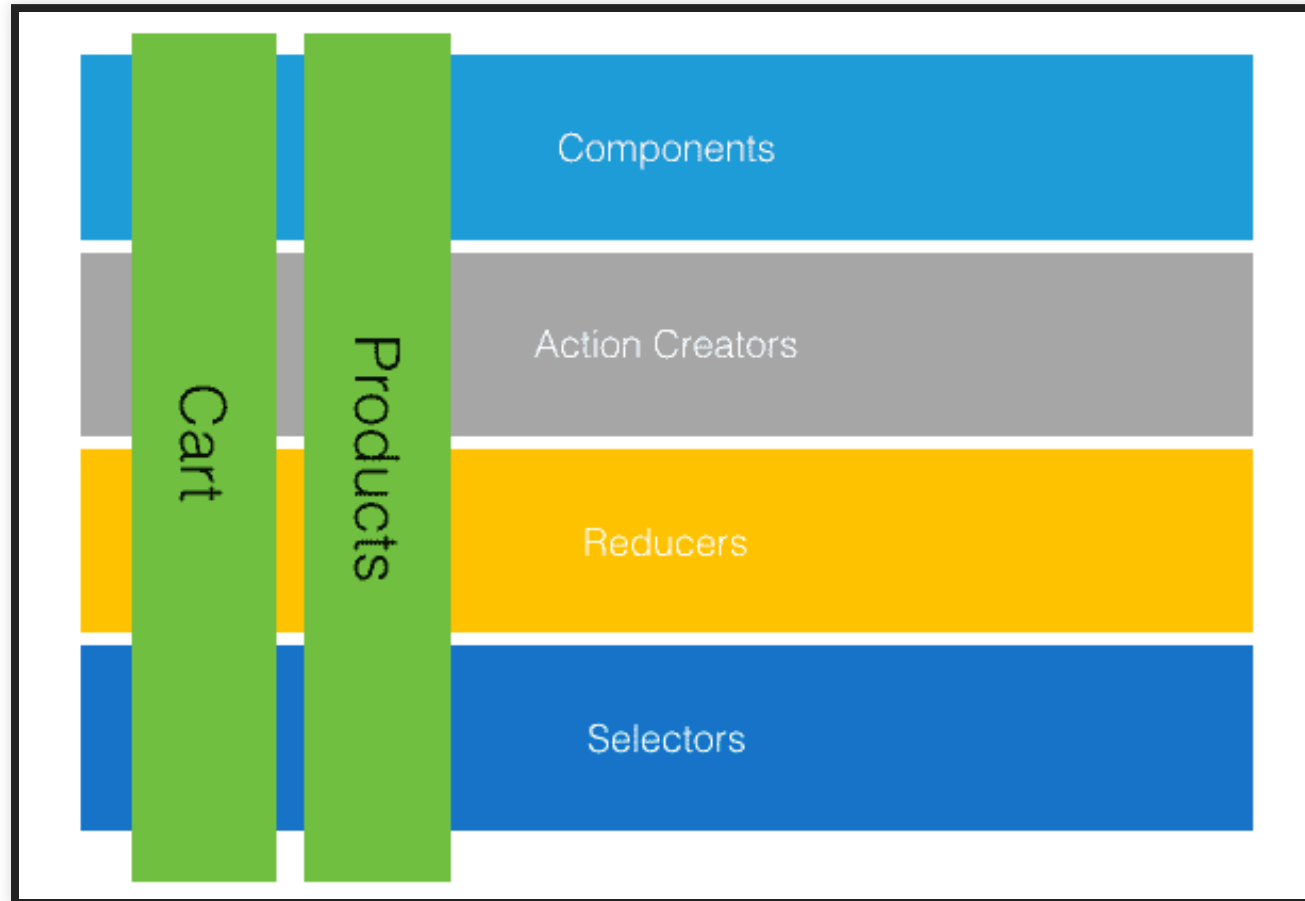 Components
Action Creators
Cart
Products
Reducers
Selectors